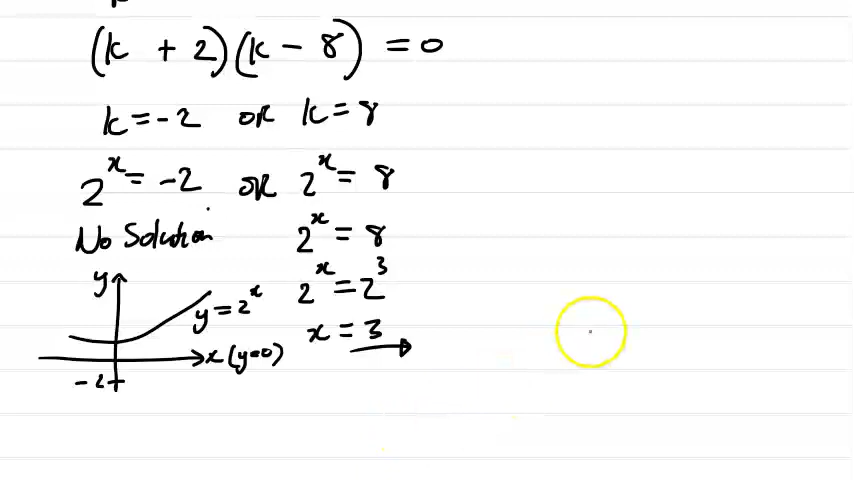 (k + 2)(k - 8) = 0
k = -2 or k = 8
2^x = -2 or 2^x = 8
No Solution 2^x = 8
2^x = 2^3
x = 3
y
y = 2^x
x (y=0)
-2